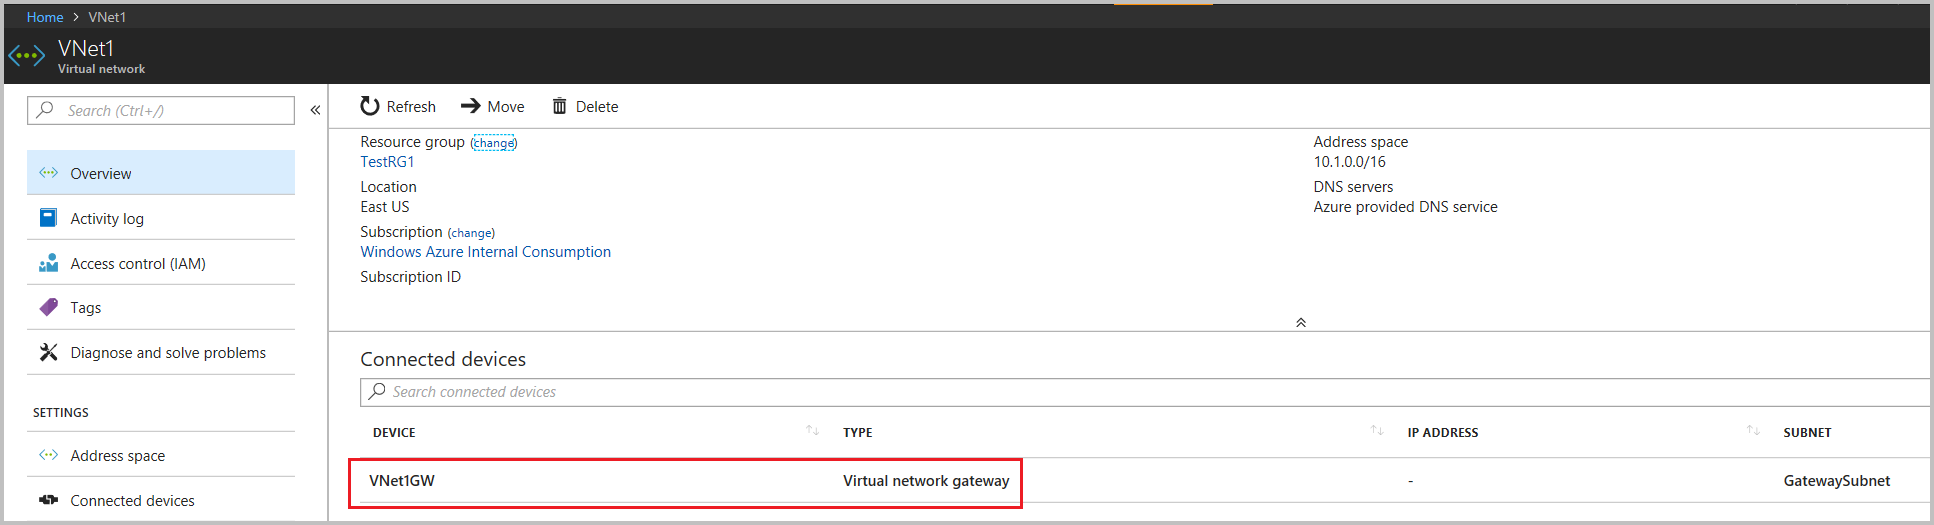 Home > VNet1
VNet1
Virtual network
Search (Ctrl+/)
Overview
Activity log
Access control (IAM)
Tags
Diagnose and solve problems
SETTINGS
Address space
Connected devices
Refresh Move Delete
Resource group (change)
TestRG1
Location
East US
Subscription (change)
Windows Azure Internal Consumption
Subscription ID
Address space
10.1.0.0/16
DNS servers
Azure provided DNS service
Connected devices
Search connected devices
DEVICE TYPE IP ADDRESS SUBNET
VNet1GW Virtual network gateway - GatewaySubnet